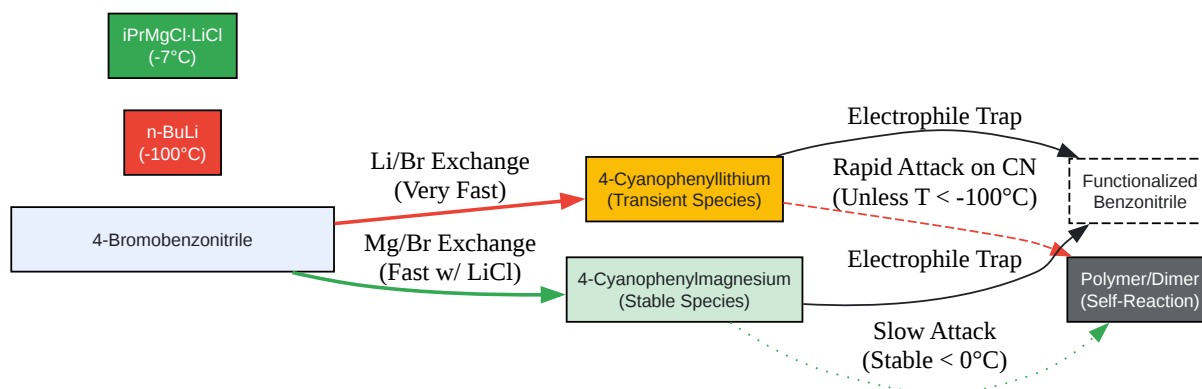 iPrMgCl·LiCl
(-7°C)
n-BuLi
(-100°C)
4-Bromobenzonitrile
Li/Br Exchange
(Very Fast)
Mg/Br Exchange
(Fast w/ LiCl)
4-Cyanophenyllithium
(Transient Species)
4-Cyanophenylmagnesium
(Stable Species)
Electrophile Trap
Rapid Attack on CN
(Unless T < -100°C)
Electrophile Trap
Slow Attack
(Stable < 0°C)
Functionalized
Benzonitrile
Polymer/Dimer
(Self-Reaction)